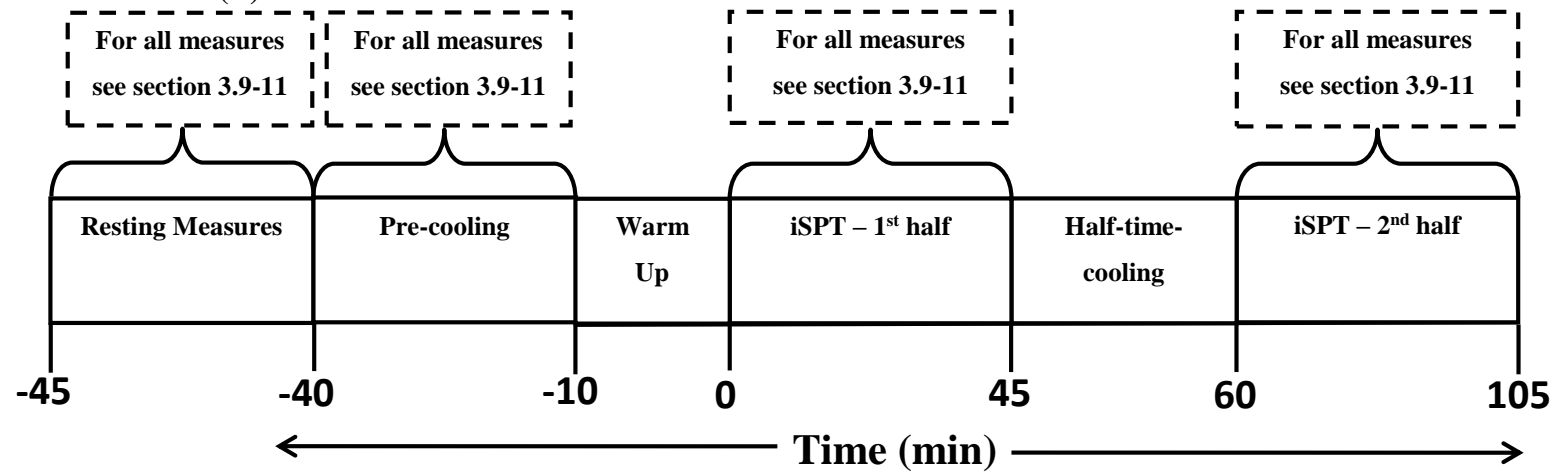 For all measures
see section 3.9-11
For all measures
see section 3.9-11
For all measures
see section 3.9-11
For all measures
see section 3.9-11
Resting Measures
Pre-cooling
Warm
Up
iSPT – 1st half
Half-time-
cooling
iSPT – 2nd half
-45
-40
-10
0
45
60
105
Time (min)